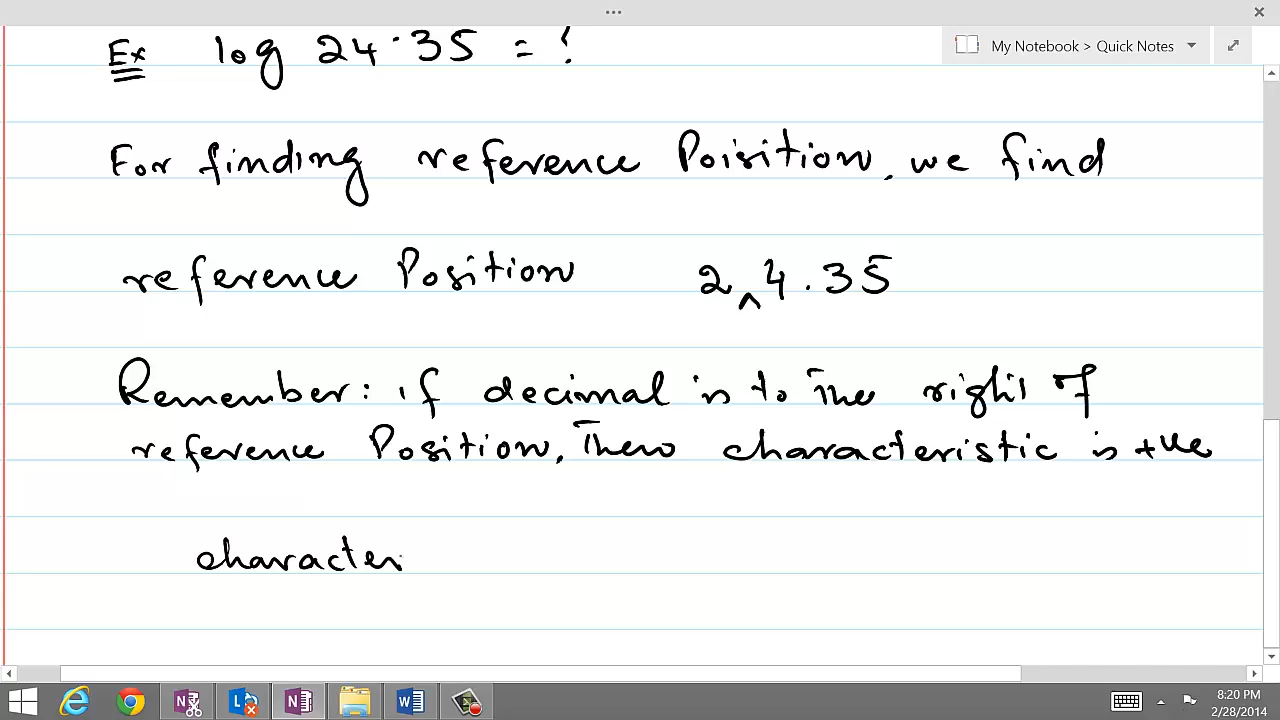 ...
My Notebook > Quick Notes
Ex log 24.35 = ?
For finding reference Poisition, we find
reference Position 2‸4.35
Remember: if decimal is to the right of
reference Position, Then characteristic is +ve
character
8:20 PM
2/28/2014